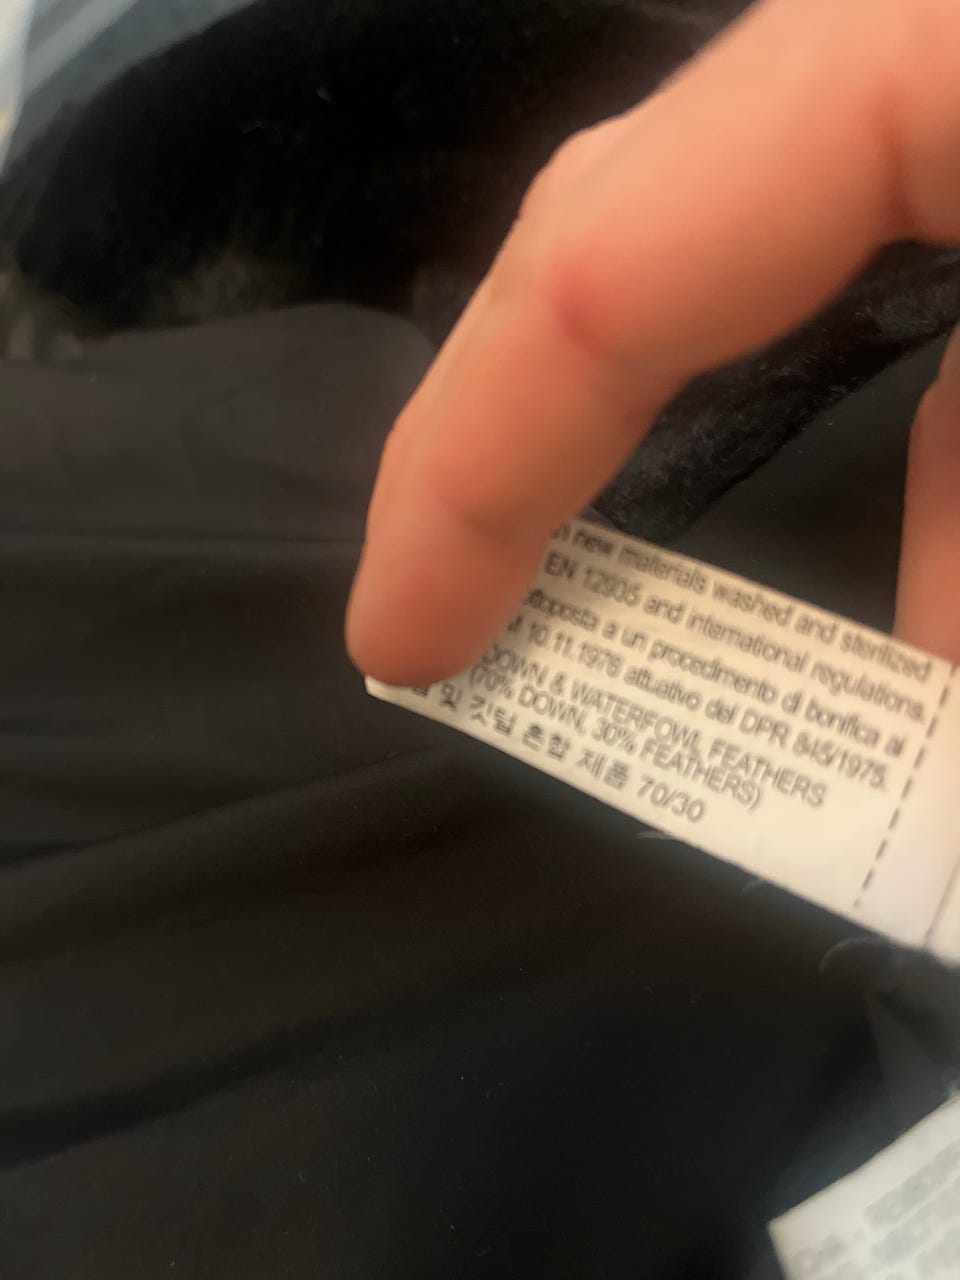 new materials washed and sterilized
EN 12935 and international regulations.
sottoposta a un procedimento di bonifica ai
10.11.1976 attuativo del DPR 845/1975.
DOWN & WATERFOWL FEATHERS
70% DOWN, 30% FEATHERS)
및 깃털 혼합 제품 70/30